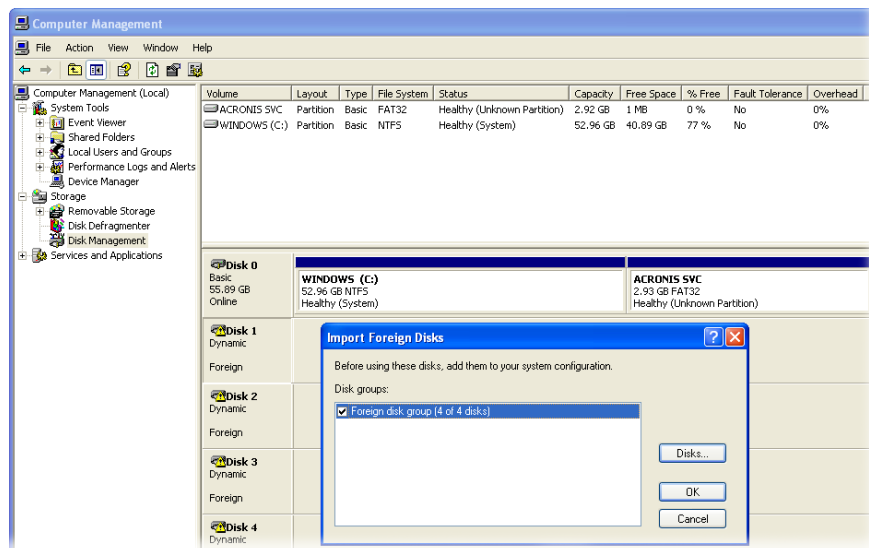 Computer Management
File Action View Window Help
Computer Management (Local)
System Tools
Event Viewer
Shared Folders
Local Users and Groups
Performance Logs and Alerts
Device Manager
Storage
Removable Storage
Disk Defragmenter
Disk Management
Services and Applications
Volume Layout Type File System Status Capacity Free Space % Free Fault Tolerance Overhead
ACRONIS SVC Partition Basic FAT32 Healthy (Unknown Partition) 2.92 GB 1 MB 0 % No 0%
WINDOWS (C:) Partition Basic NTFS Healthy (System) 52.96 GB 40.89 GB 77 % No 0%
Disk 0
Basic
55.89 GB
Online
WINDOWS (C:)
52.96 GB NTFS
Healthy (System)
ACRONIS SVC
2.93 GB FAT32
Healthy (Unknown Partition)
Disk 1
Dynamic
Foreign
Disk 2
Dynamic
Foreign
Disk 3
Dynamic
Foreign
Disk 4
Dynamic
Import Foreign Disks
Before using these disks, add them to your system configuration.
Disk groups:
Foreign disk group (4 of 4 disks)
Disks...
OK
Cancel